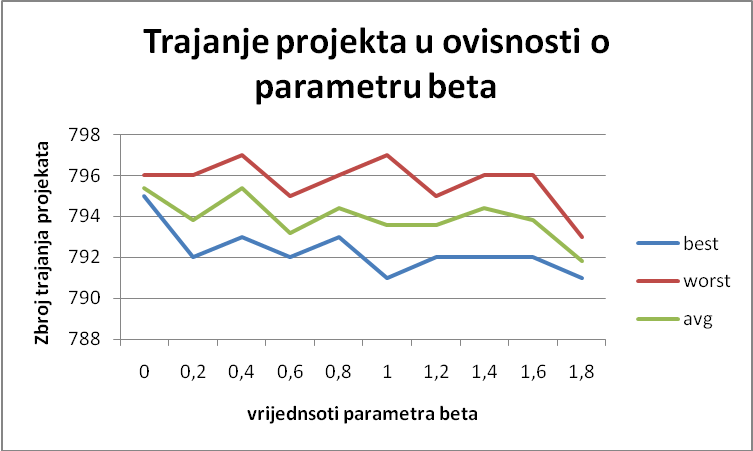 Trajanje projekta u ovisnosti o
parametru beta
Zbroj trajanja projekata
798
796
794
792
790
788
0 0,2 0,4 0,6 0,8 1 1,2 1,4 1,6 1,8
vrijednsoti parametra beta
best
worst
avg